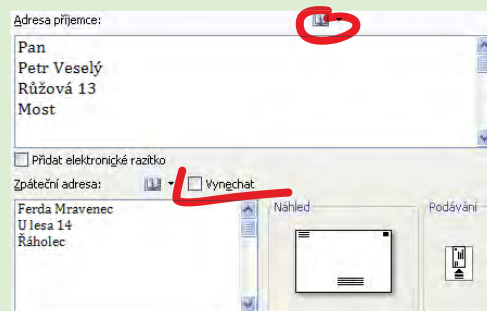 Adresa příjemce:
Pan
Petr Veselý
Růžová 13
Most
Přidat elektronické razítko
Zpáteční adresa:
Vynechat
Ferda Mravenec
U lesa 14
Řáholec
Náhled
Podávání